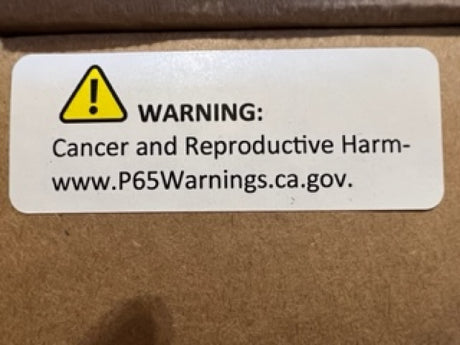 WARNING:
Cancer and Reproductive Harm-
www.P65Warnings.ca.gov.